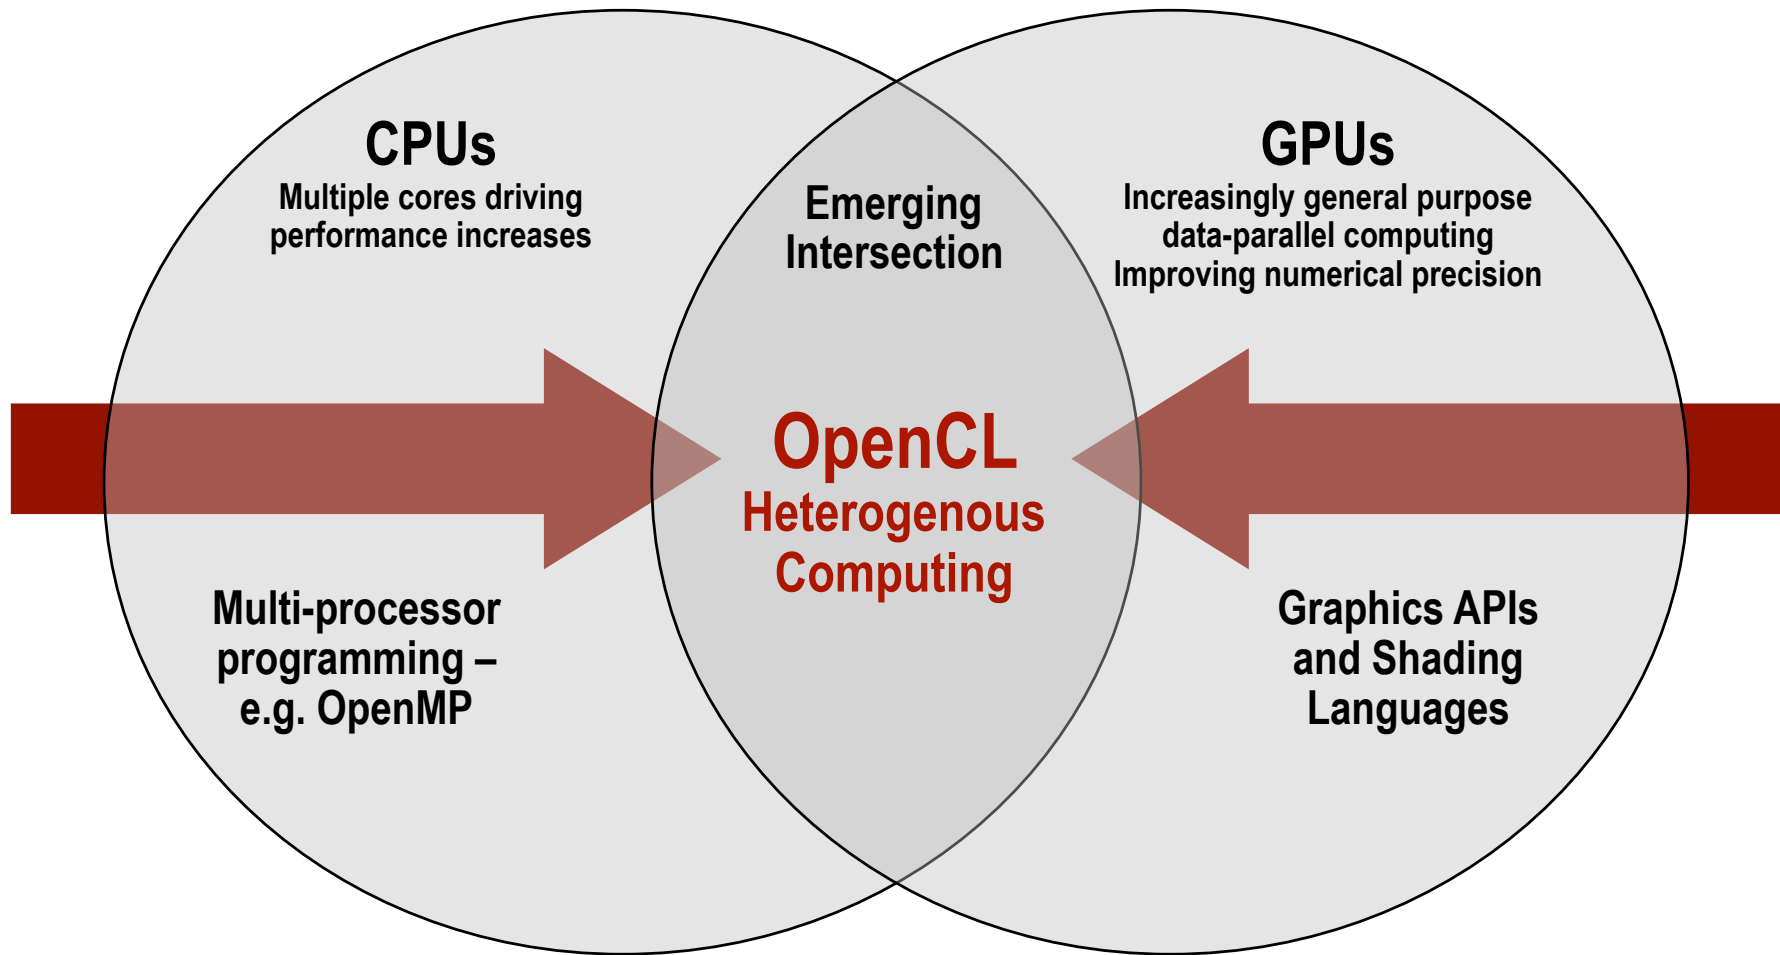 CPUs
Multiple cores driving
performance increases
Multi-processor
programming –
e.g. OpenMP
Emerging
Intersection
OpenCL
Heterogenous
Computing
GPUs
Increasingly general purpose
data-parallel computing
Improving numerical precision
Graphics APIs
and Shading
Languages